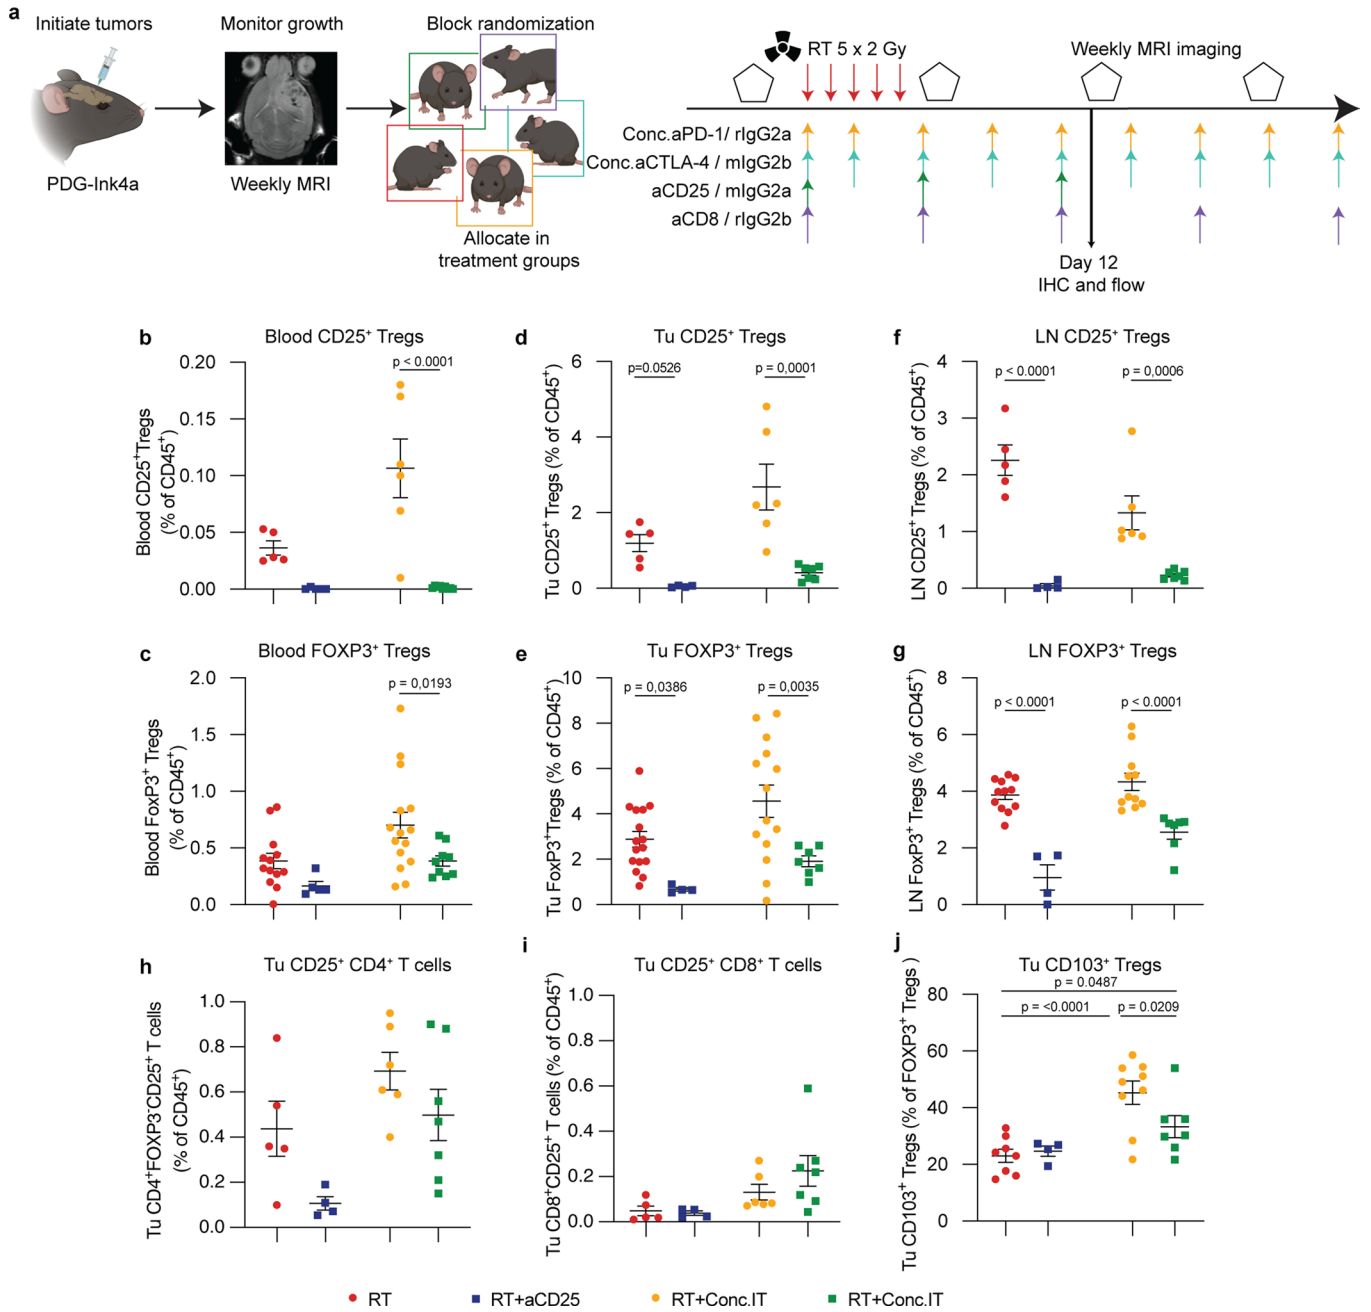 a
Initiate tumors
Monitor growth
Block randomization
PDG-Ink4a
Weekly MRI
Allocate in
treatment groups
RT 5 x 2 Gy
Weekly MRI imaging
Conc.aPD-1/ rIgG2a
Conc.aCTLA-4 / mIgG2b
aCD25 / mIgG2a
aCD8 / rIgG2b
Day 12
IHC and flow
b
Blood CD25⁺ Tregs
Blood CD25⁺Tregs
(% of CD45⁺)
0.20
0.15
0.10
0.05
0.00
p < 0.0001
d
Tu CD25⁺ Tregs
Tu CD25⁺ Tregs (% of CD45⁺)
6
4
2
0
p=0.0526
p = 0,0001
f
LN CD25⁺ Tregs
LN CD25⁺ Tregs (% of CD45⁺)
4
3
2
1
0
p < 0.0001
p = 0,0006
c
Blood FOXP3⁺ Tregs
Blood FoxP3⁺ Tregs
(% of CD45⁺)
2.0
1.5
1.0
0.5
0.0
p = 0,0193
e
Tu FOXP3⁺ Tregs
Tu FoxP3⁺Tregs (% of CD45⁺)
10
8
6
4
2
0
p = 0,0386
p = 0,0035
g
LN FOXP3⁺ Tregs
LN FoxP3⁺Tregs (% of CD45⁺)
8
6
4
2
0
p < 0.0001
p < 0.0001
h
Tu CD25⁺ CD4⁺ T cells
Tu CD4⁺FOXP3⁻CD25⁺ T cells
(% of CD45⁺)
1.0
0.8
0.6
0.4
0.2
0.0
i
Tu CD25⁺ CD8⁺ T cells
Tu CD8⁺CD25⁺ T cells (% of CD45⁺)
1.0
0.8
0.6
0.4
0.2
0.0
j
Tu CD103⁺ Tregs
Tu CD103⁺ Tregs (% of FOXP3⁺ Tregs )
80
60
40
20
0
p = 0.0487
p = <0.0001
p = 0.0209
RT
RT+aCD25
RT+Conc.IT
RT+Conc.IT